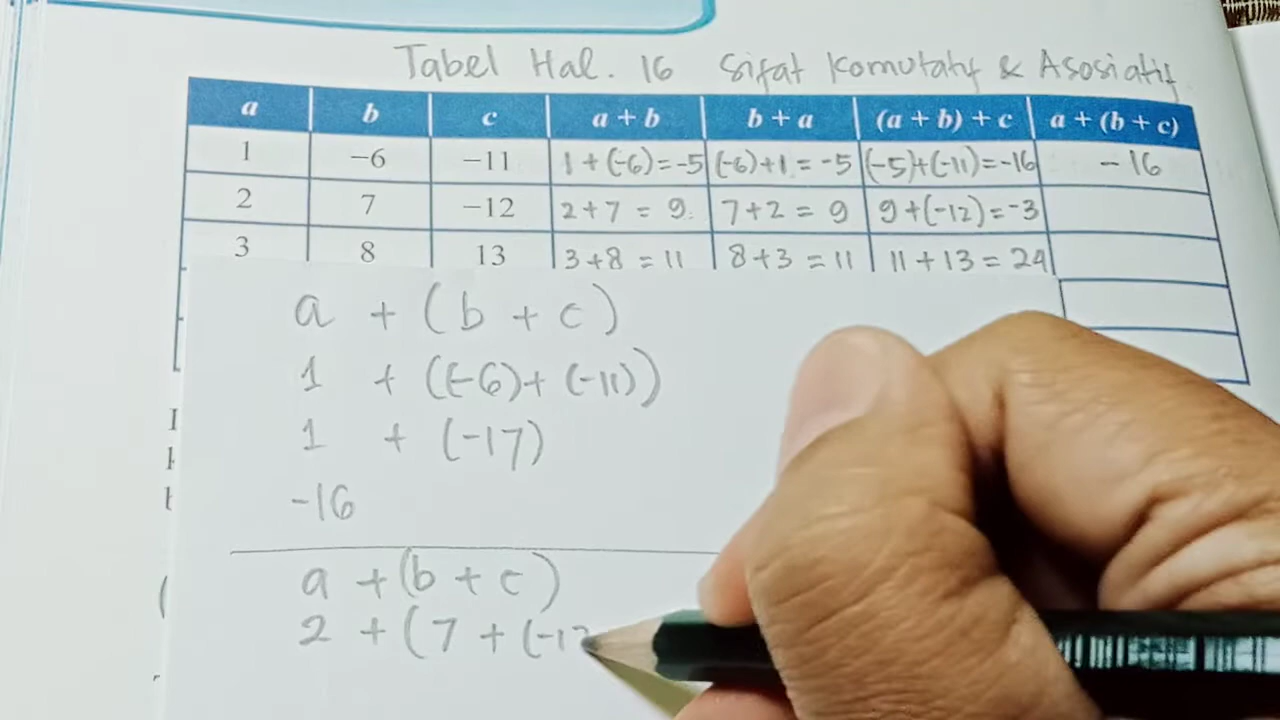 Tabel Hal. 16 Sifat Komutatif & Asosiatif
a b c a + b b + a (a + b) + c a + (b + c)
1 −6 −11 1 + (-6) = -5 (-6) + 1 = -5 (-5) + (-11) = -16 -16
2 7 −12 2 + 7 = 9 7 + 2 = 9 9 + (-12) = -3
3 8 13 3 + 8 = 11 8 + 3 = 11 11 + 13 = 24
a + (b + c)
1 + ((-6) + (-11))
1 + (-17)
-16
a + (b + c)
2 + (7 + (-12